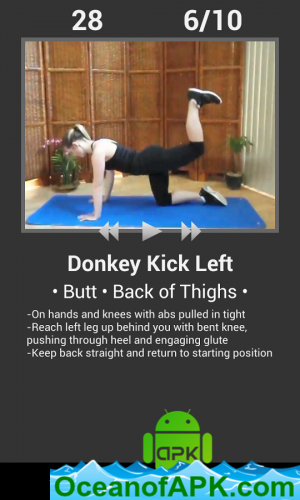 28 6/10
Donkey Kick Left
• Butt • Back of Thighs •
-On hands and knees with abs pulled in tight
-Reach left leg up behind you with bent knee,
pushing through heel and engaging glute
-Keep back straight and return to starting position
apk
OceanofAPK.com